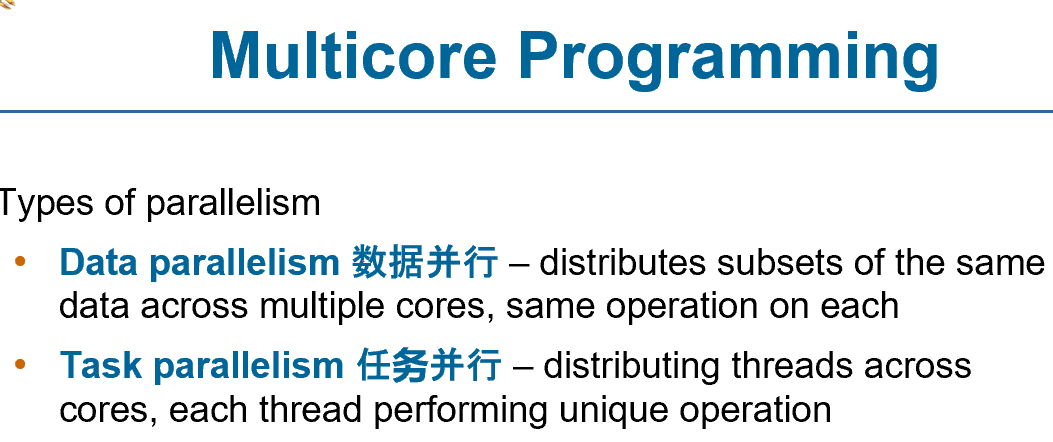 Multicore Programming
Types of parallelism
• Data parallelism 数据并行 – distributes subsets of the same
data across multiple cores, same operation on each
• Task parallelism 任务并行 – distributing threads across
cores, each thread performing unique operation